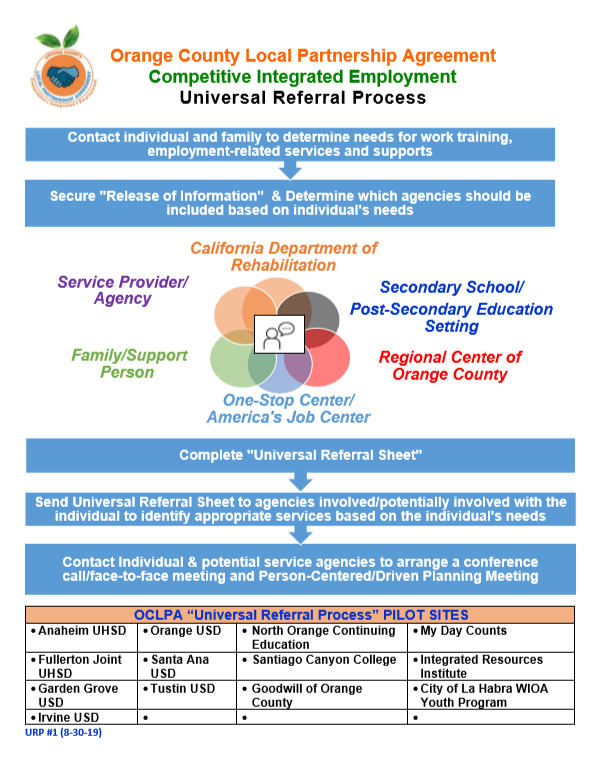 Orange County Local Partnership Agreement
Competitive Integrated Employment
Universal Referral Process
Contact individual and family to determine needs for work training,
employment-related services and supports
Secure "Release of Information" & Determine which agencies should be
included based on individual's needs
California Department of
Rehabilitation
Service Provider/
Agency
Secondary School/
Post-Secondary Education
Setting
Family/Support
Person
Regional Center of
Orange County
One-Stop Center/
America's Job Center
Complete "Universal Referral Sheet"
Send Universal Referral Sheet to agencies involved/potentially involved with the
individual to identify appropriate services based on the individual's needs
Contact Individual & potential service agencies to arrange a conference
call/face-to-face meeting and Person-Centered/Driven Planning Meeting
OCLPA “Universal Referral Process” PILOT SITES
• Anaheim UHSD • Orange USD • North Orange Continuing • My Day Counts
Education
• Fullerton Joint • Santa Ana • Santiago Canyon College • Integrated Resources
UHSD USD Institute
• Garden Grove • Tustin USD • Goodwill of Orange • City of La Habra WIOA
USD County Youth Program
• Irvine USD • • •
URP #1 (8-30-19)